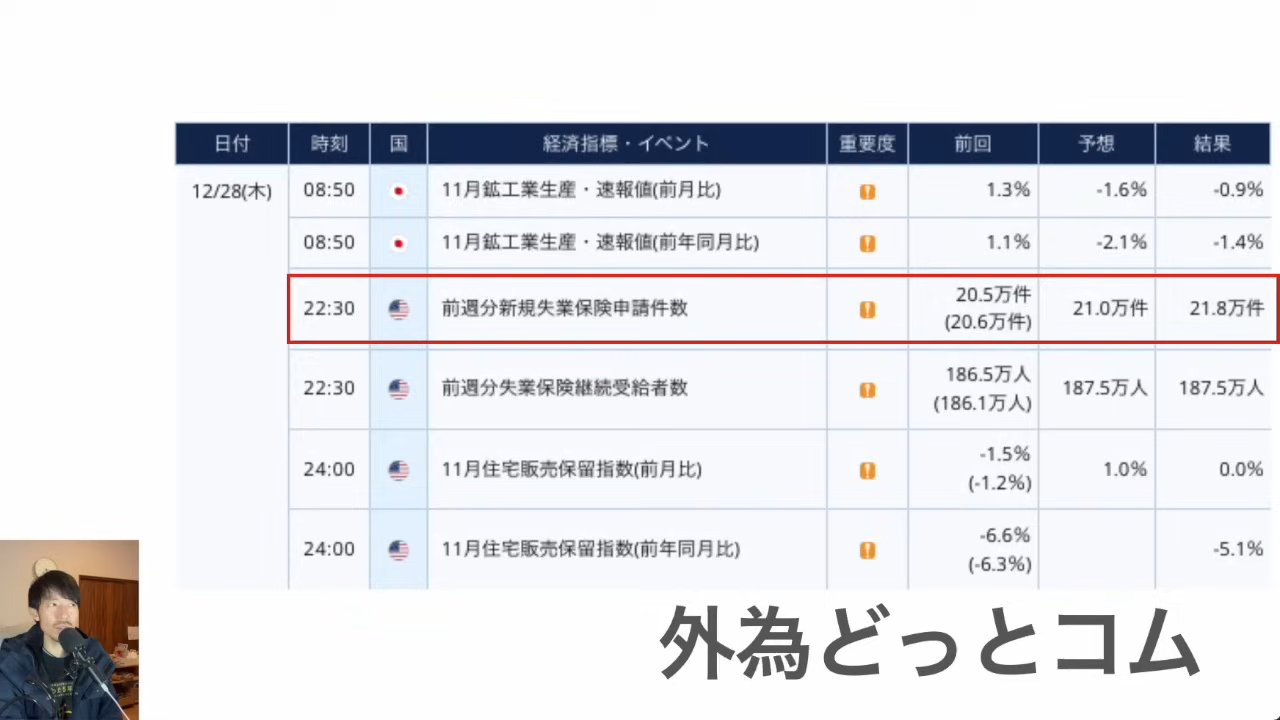 日付 時刻 国 経済指標・イベント 重要度 前回 予想 結果
12/28(木) 08:50 11月鉱工業生産・速報値(前月比) 1.3% -1.6% -0.9%
08:50 11月鉱工業生産・速報値(前年同月比) 1.1% -2.1% -1.4%
22:30 前週分新規失業保険申請件数 20.5万件 21.0万件 21.8万件
(20.6万件)
22:30 前週分失業保険継続受給者数 186.5万人 187.5万人 187.5万人
(186.1万人)
24:00 11月住宅販売保留指数(前月比) -1.5% 1.0% 0.0%
(-1.2%)
24:00 11月住宅販売保留指数(前年同月比) -6.6% -5.1%
(-6.3%)
外為どっとコム